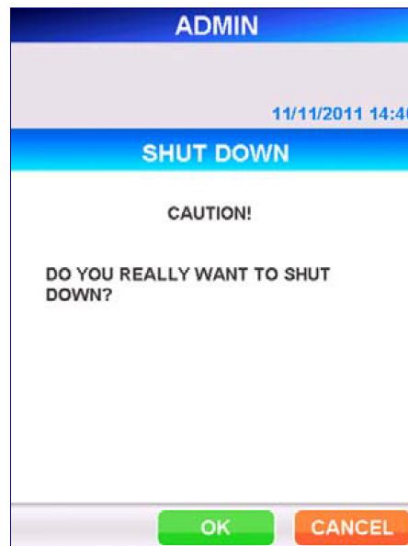 ADMIN
11/11/2011 14:4
SHUT DOWN
CAUTION!
DO YOU REALLY WANT TO SHUT
DOWN?
OK
CANCEL